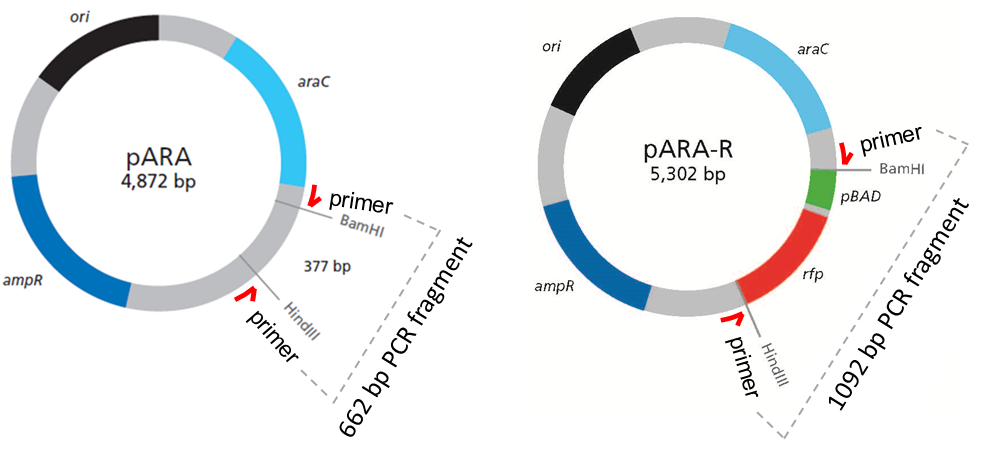 ori
araC
pARA
4,872 bp
primer
BamHI
377 bp
ampR
HindIII
primer
662 bp PCR fragment
ori
araC
pARA-R
5,302 bp
primer
BamHI
pBAD
rfp
ampR
HindIII
primer
1092 bp PCR fragment